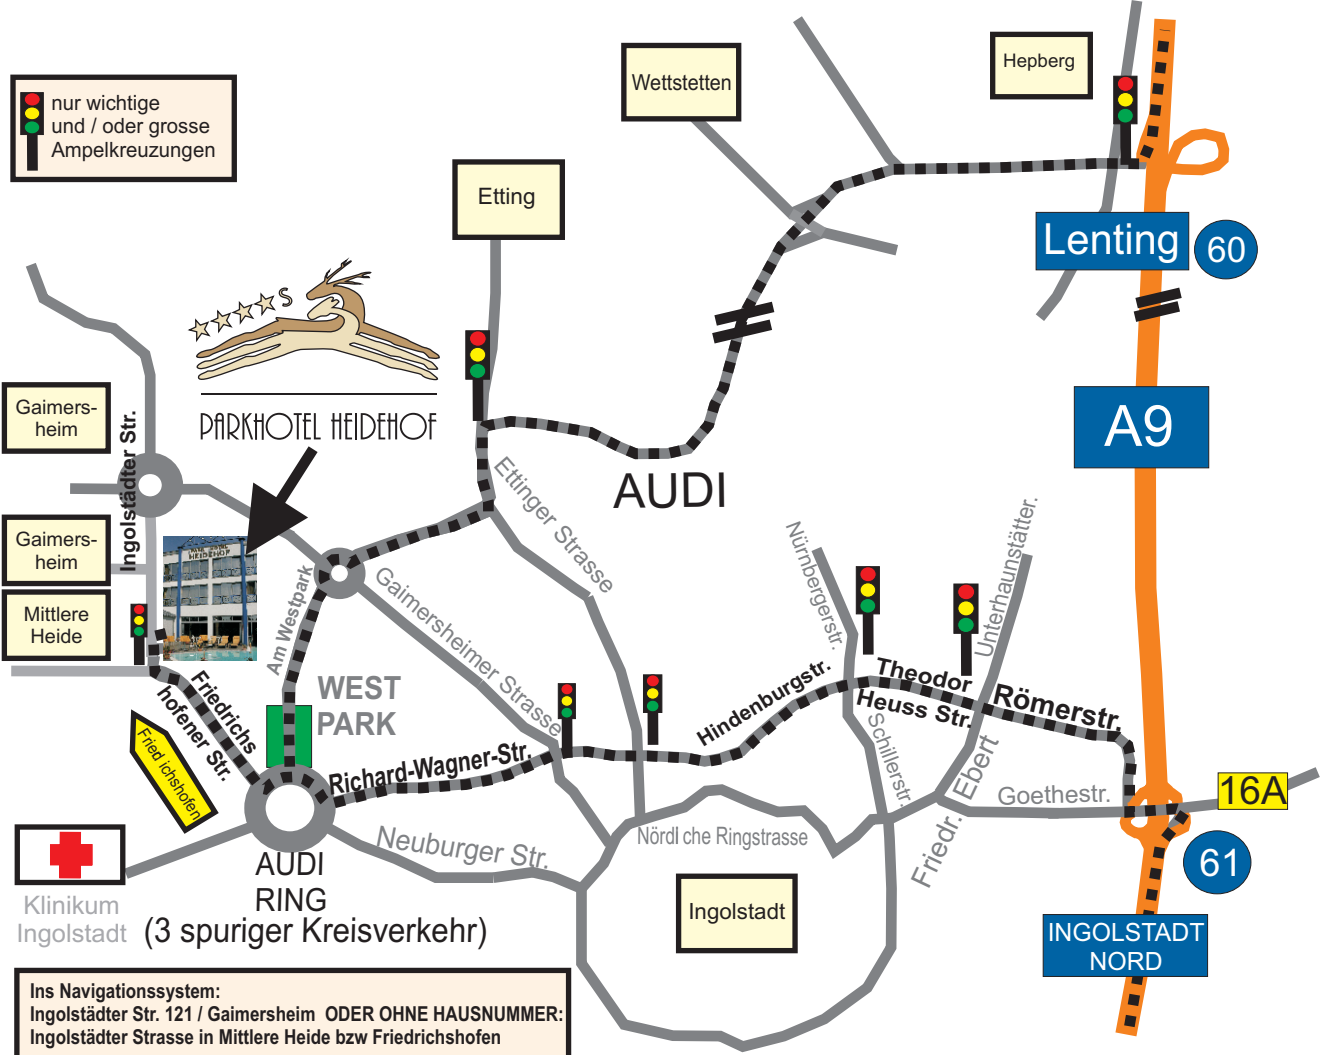 nur wichtige
und / oder grosse
Ampelkreuzungen
Wettstetten
Hepberg
Etting
Lenting
60
S
PARKHOTEL HEIDEHOF
A9
AUDI
Gaimers-
heim
Ingolstädter Str.
Gaimers-
heim
Mittlere
Heide
HEIDEHOF
Ettinger Strasse
Nürnbergerstr.
Unterhaunstätter.
Am Westpark
Gaimersheimer Strasse
WEST
PARK
Friedrichs
hofener Str.
Fried ichshofen
Richard-Wagner-Str.
Hindenburgstr.
Theodor
Heuss Str.
Römerstr.
Schillerstr.
Friedr. Ebert
Goethestr.
16A
Nördl che Ringstrasse
Neuburger Str.
AUDI
RING
(3 spuriger Kreisverkehr)
Klinikum
Ingolstadt
Ingolstadt
61
INGOLSTADT
NORD
Ins Navigationssystem:
Ingolstädter Str. 121 / Gaimersheim ODER OHNE HAUSNUMMER:
Ingolstädter Strasse in Mittlere Heide bzw Friedrichshofen